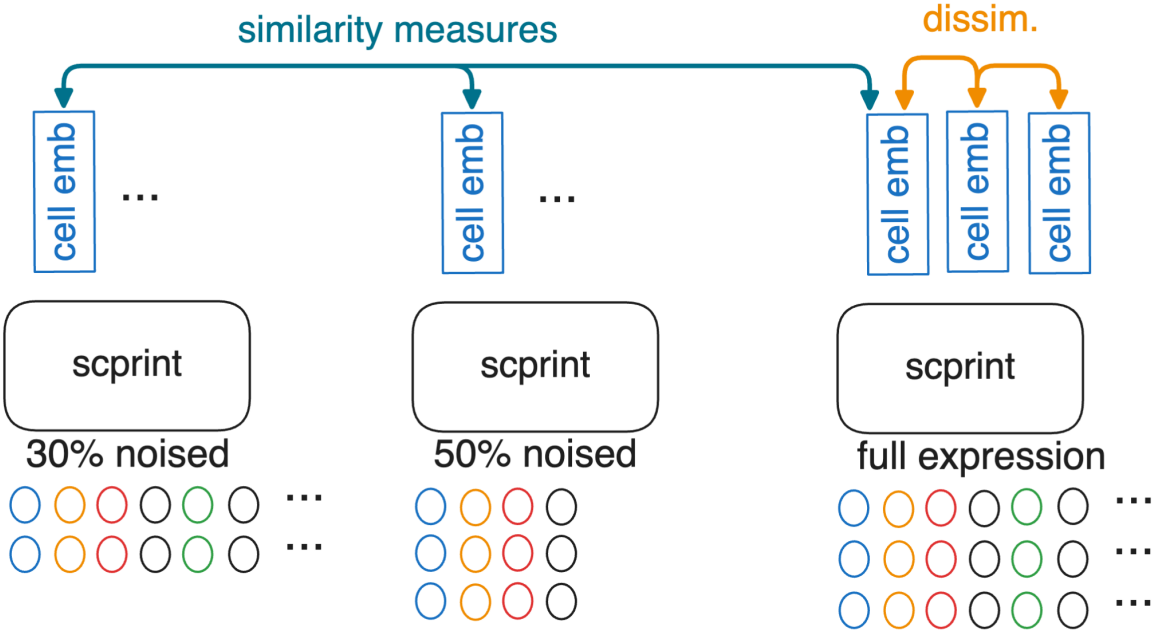 similarity measures
dissim.
cell emb
...
cell emb
...
cell emb
cell emb
cell emb
scprint
scprint
scprint
30% noised
50% noised
full expression
...
...
...
...
...